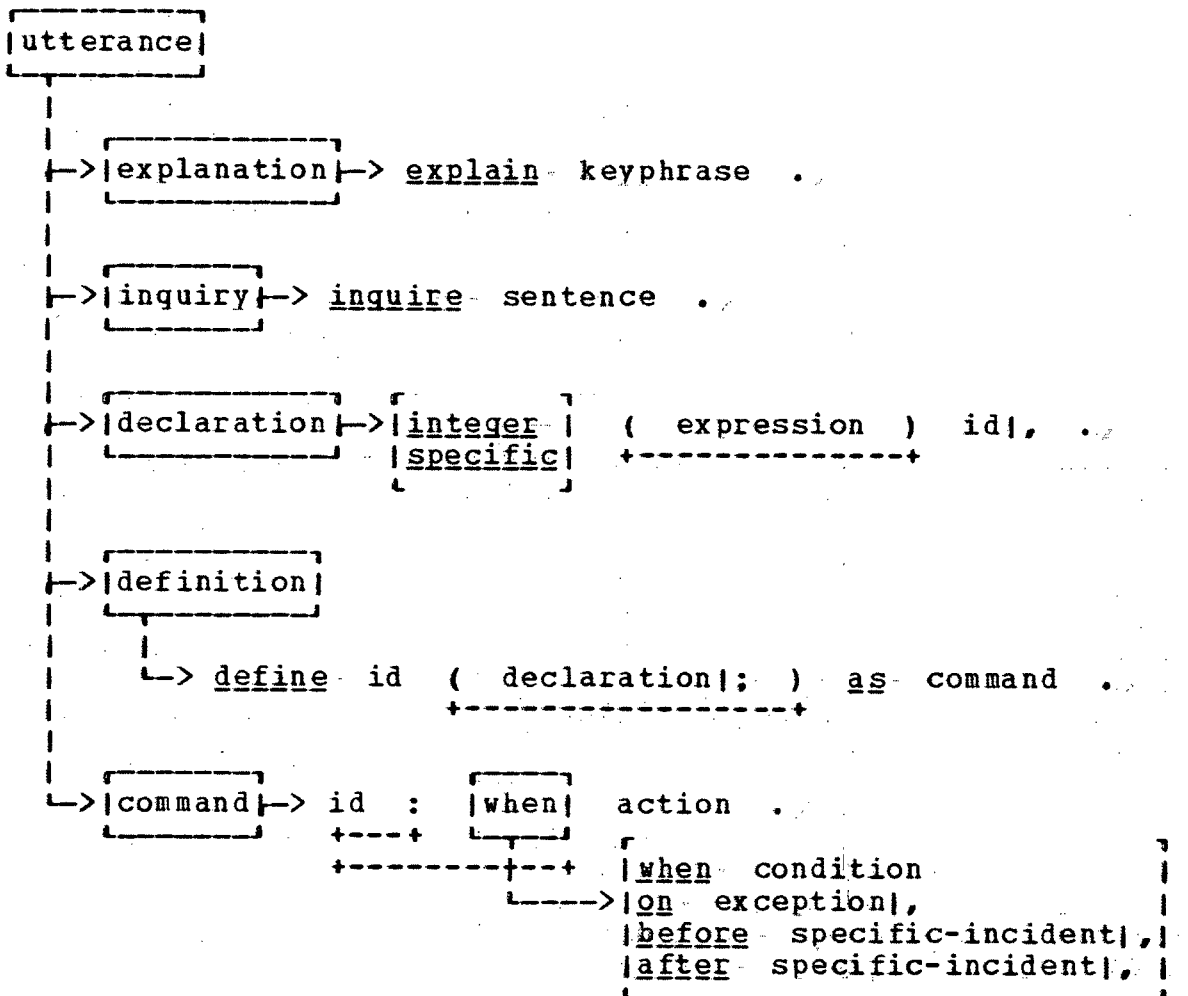 utterance
explanation -> explain keyphrase .
inquiry -> inquire sentence .
declaration -> integer ( expression ) id|, .
specific
definition
-> define id ( declaration|; ) as command .
command -> id : when action .
when condition
on exception|,
before specific-incident|,
after specific-incident|,